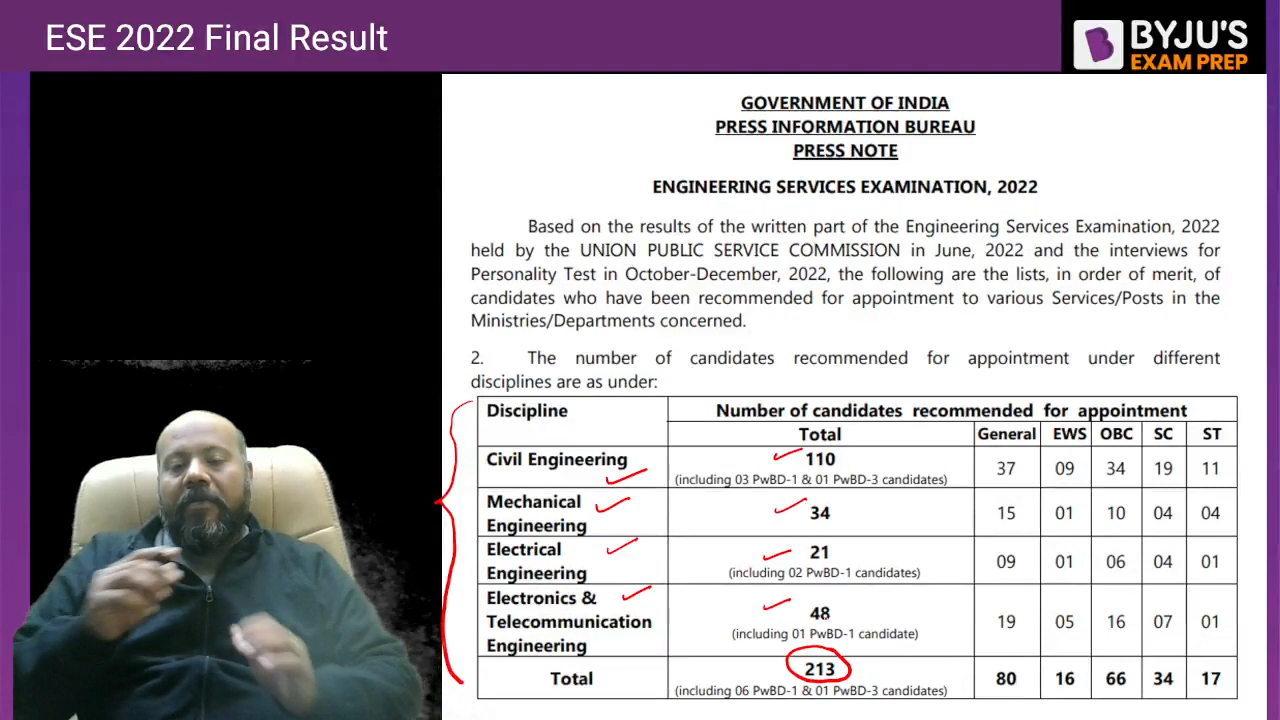 ESE 2022 Final Result
BYJU'S
EXAM PREP
GOVERNMENT OF INDIA
PRESS INFORMATION BUREAU
PRESS NOTE
ENGINEERING SERVICES EXAMINATION, 2022
Based on the results of the written part of the Engineering Services Examination, 2022
held by the UNION PUBLIC SERVICE COMMISSION in June, 2022 and the interviews for
Personality Test in October-December, 2022, the following are the lists, in order of merit, of
candidates who have been recommended for appointment to various Services/Posts in the
Ministries/Departments concerned.
2. The number of candidates recommended for appointment under different
disciplines are as under:
Discipline Number of candidates recommended for appointment
Total General EWS OBC SC ST
Civil Engineering 110 37 09 34 19 11
(including 03 PwBD-1 & 01 PwBD-3 candidates)
Mechanical
Engineering 34 15 01 10 04 04
Electrical
Engineering 21 09 01 06 04 01
(including 02 PwBD-1 candidates)
Electronics &
Telecommunication
Engineering 48 19 05 16 07 01
(including 01 PwBD-1 candidate)
Total 213 80 16 66 34 17
(including 06 PwBD-1 & 01 PwBD-3 candidates)